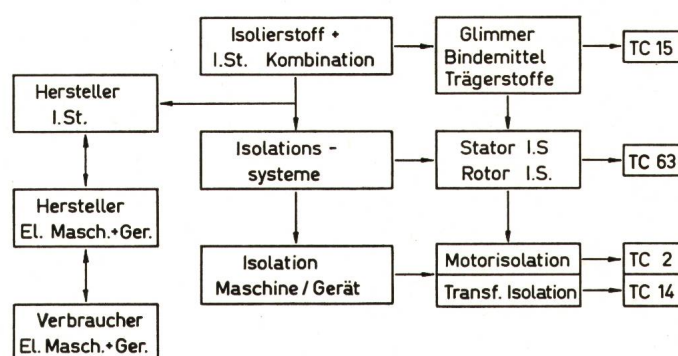 Isolierstoff +
I.St. Kombination
Glimmer
Bindemittel
Trägerstoffe
TC 15
Hersteller
I.St.
Isolations -
systeme
Stator I.S
Rotor I.S.
TC 63
Hersteller
El. Masch.+Ger.
Isolation
Maschine / Gerät
Motorisolation
TC 2
Transf. Isolation
TC 14
Verbraucher
El. Masch.+Ger.